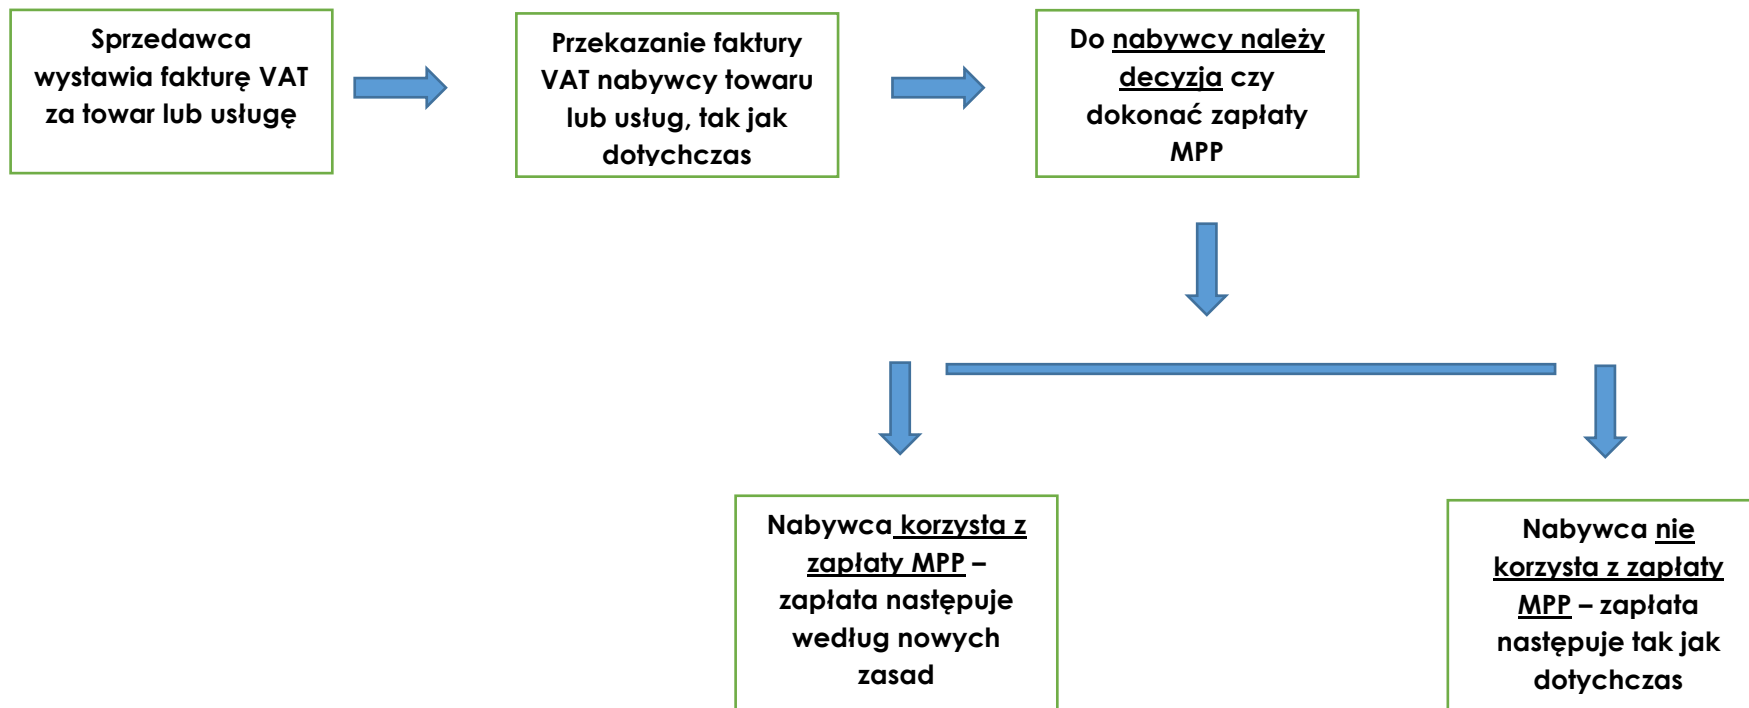 Sprzedawca
wystawia fakturę VAT
za towar lub usługę
Przekazanie faktury
VAT nabywcy towaru
lub usług, tak jak
dotychczas
Do nabywcy należy
decyzja czy
dokonać zapłaty
MPP
Nabywca korzysta z
zapłaty MPP –
zapłata następuje
według nowych
zasad
Nabywca nie
korzysta z zapłaty
MPP – zapłata
następuje tak jak
dotychczas